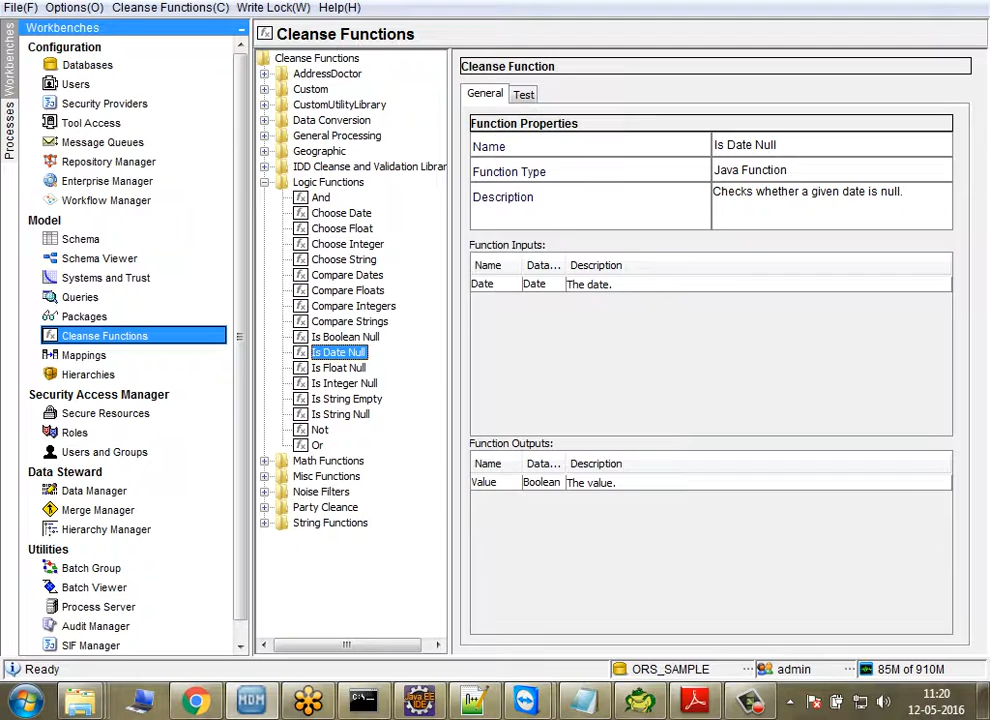 File(F) Options(O) Cleanse Functions(C) Write Lock(W) Help(H)
Workbenches
Processes
Workbenches
Configuration
Databases
Users
Security Providers
Tool Access
Message Queues
Repository Manager
Enterprise Manager
Workflow Manager
Model
Schema
Schema Viewer
Systems and Trust
Queries
Packages
Cleanse Functions
Mappings
Hierarchies
Security Access Manager
Secure Resources
Roles
Users and Groups
Data Steward
Data Manager
Merge Manager
Hierarchy Manager
Utilities
Batch Group
Batch Viewer
Process Server
Audit Manager
SIF Manager
Cleanse Functions
Cleanse Functions
AddressDoctor
Custom
CustomUtilityLibrary
Data Conversion
General Processing
Geographic
IDD Cleanse and Validation Librar
Logic Functions
And
Choose Date
Choose Float
Choose Integer
Choose String
Compare Dates
Compare Floats
Compare Integers
Compare Strings
Is Boolean Null
Is Date Null
Is Float Null
Is Integer Null
Is String Empty
Is String Null
Not
Or
Math Functions
Misc Functions
Noise Filters
Party Cleance
String Functions
Cleanse Function
General Test
Function Properties
Name Is Date Null
Function Type Java Function
Description Checks whether a given date is null.
Function Inputs:
Name Data... Description
Date Date The date.
Function Outputs:
Name Data... Description
Value Boolean The value.
Ready ORS_SAMPLE admin 85M of 910M
MDM
Java EE
IDE
11:20
12-05-2016